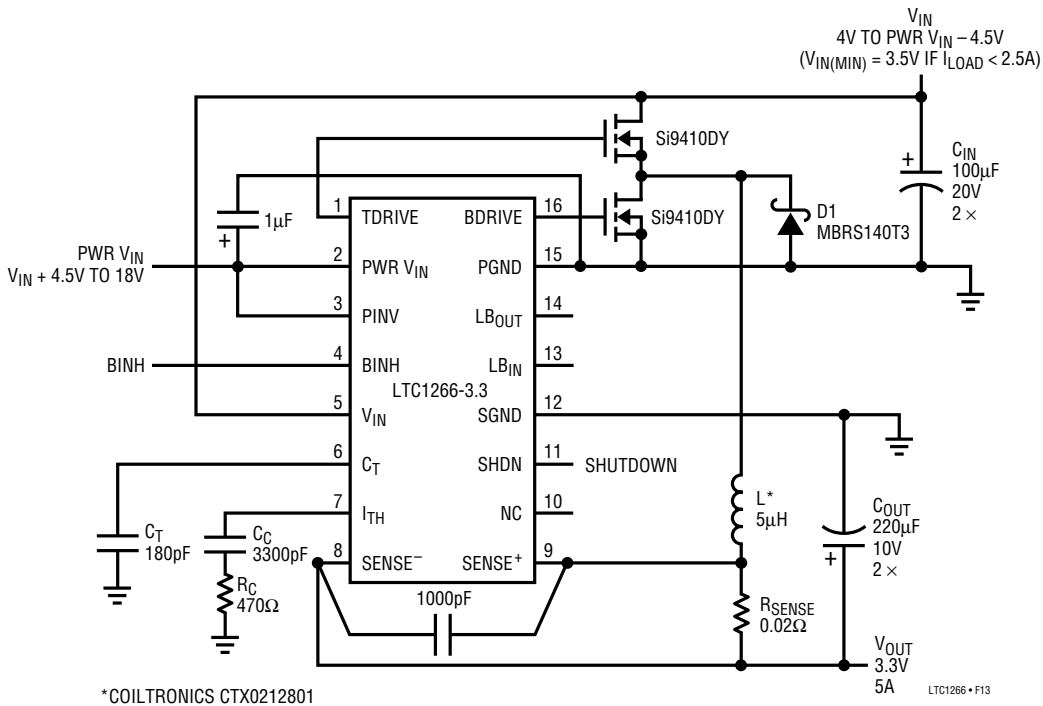 V_IN
4V TO PWR V_IN – 4.5V
(V_IN(MIN) = 3.5V IF I_LOAD < 2.5A)
Si9410DY
C_IN
100µF
20V
2 ×
+
1µF
+
1
TDRIVE
BDRIVE
16
Si9410DY
D1
MBRS140T3
PWR V_IN
V_IN + 4.5V TO 18V
2
PWR V_IN
PGND
15
3
PINV
LB_OUT
14
BINH
4
BINH
LB_IN
13
LTC1266-3.3
5
V_IN
SGND
12
6
C_T
SHDN
11
SHUTDOWN
7
I_TH
NC
10
L*
5µH
C_OUT
220µF
10V
2 ×
+
C_T
180pF
C_C
3300pF
8
SENSE–
SENSE+
9
R_C
470Ω
1000pF
R_SENSE
0.02Ω
V_OUT
3.3V
5A
*COILTRONICS CTX0212801
LTC1266 • F13